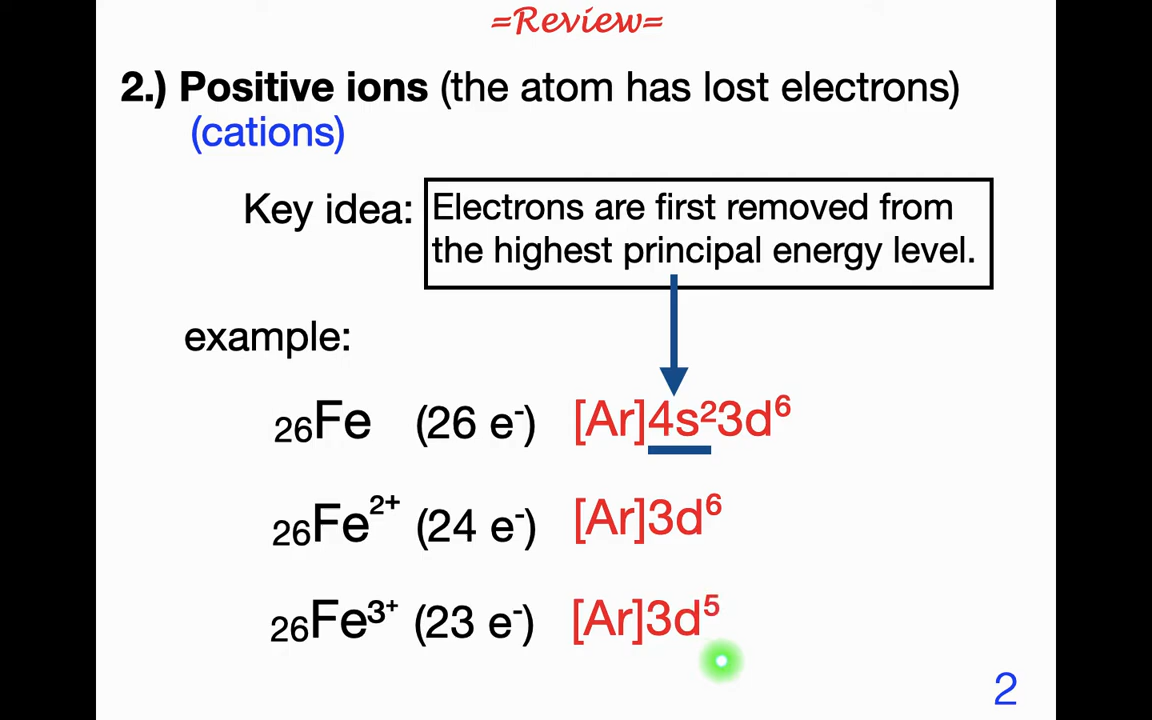 =Review=
2.) Positive ions (the atom has lost electrons)
(cations)
Key idea: Electrons are first removed from
the highest principal energy level.
example:
₂₆Fe (26 e⁻) [Ar]4s²3d⁶
₂₆Fe²⁺ (24 e⁻) [Ar]3d⁶
₂₆Fe³⁺ (23 e⁻) [Ar]3d⁵
2